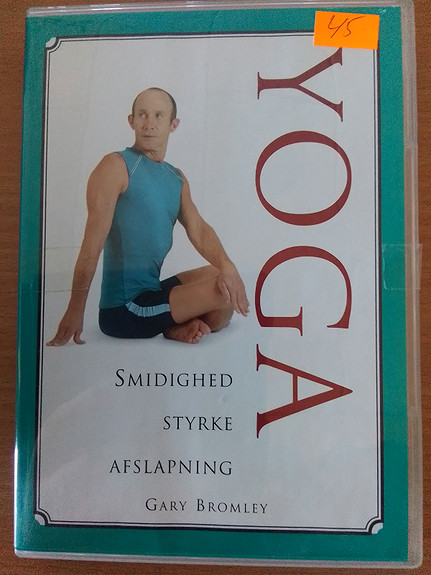 45
YOGA
SMIDIGHED
STYRKE
AFSLAPNING
GARY BROMLEY